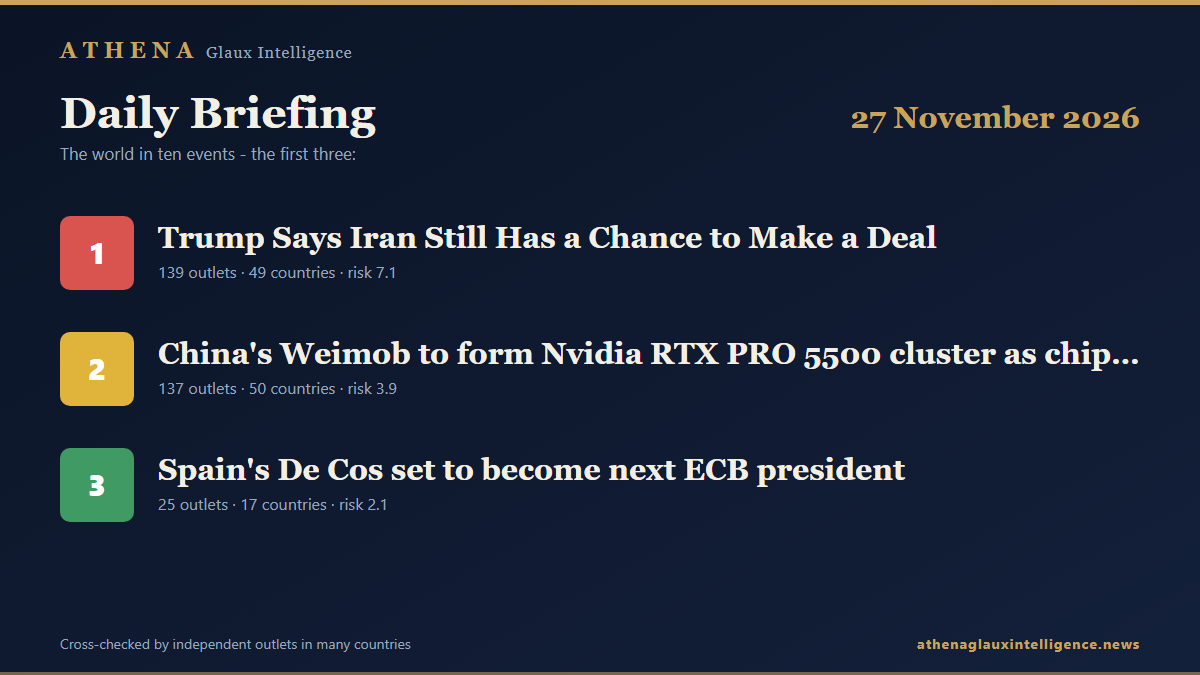 ATHENA Glaux Intelligence
Daily Briefing
27 November 2026
The world in ten events - the first three:
1
Trump Says Iran Still Has a Chance to Make a Deal
139 outlets · 49 countries · risk 7.1
2
China's Weimob to form Nvidia RTX PRO 5500 cluster as chip...
137 outlets · 50 countries · risk 3.9
3
Spain's De Cos set to become next ECB president
25 outlets · 17 countries · risk 2.1
Cross-checked by independent outlets in many countries
athenaglauxintelligence.news